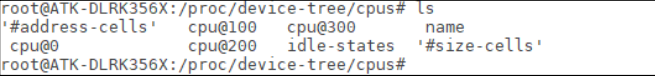 root@ATK-DLRK356X:/proc/device-tree/cpus# ls
'#address-cells'   cpu@100   cpu@300       name
 cpu@0             cpu@200   idle-states  '#size-cells'
root@ATK-DLRK356X:/proc/device-tree/cpus#